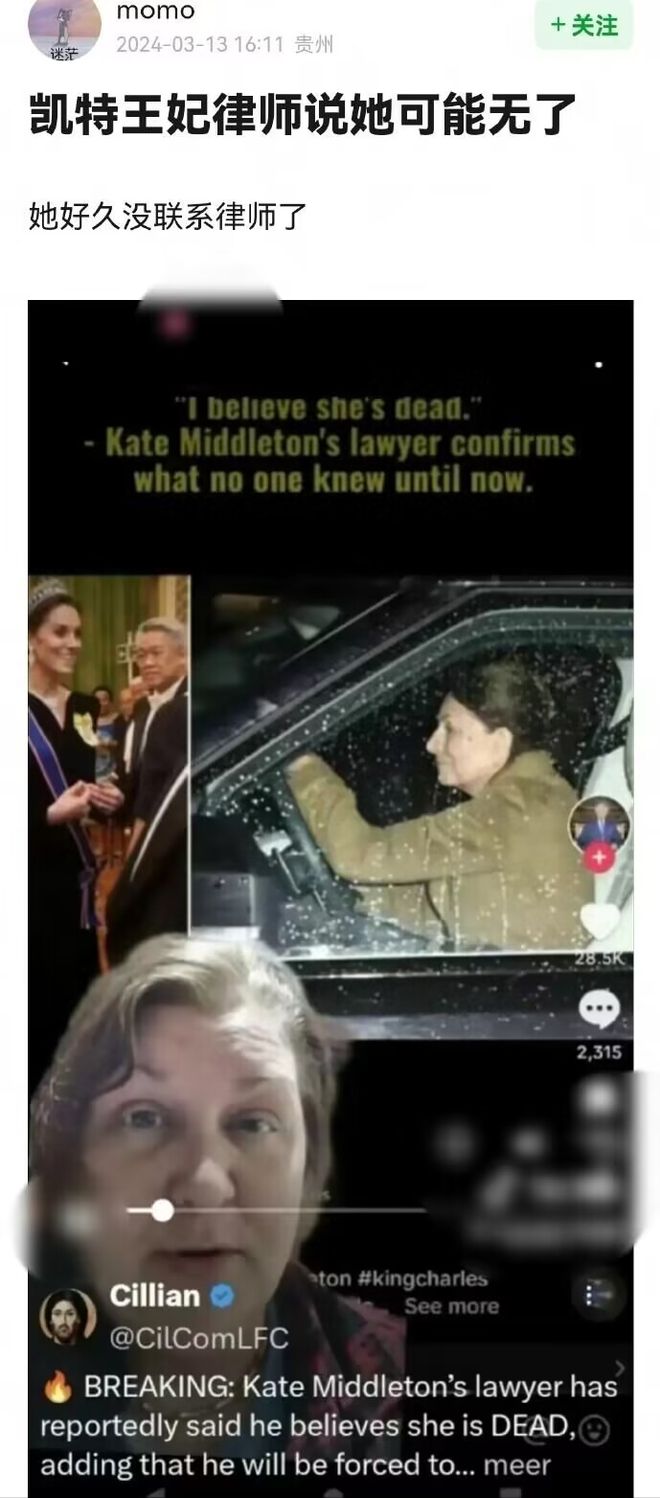 momo
迷茫
2024-03-13 16:11 贵州
+关注
凯特王妃律师说她可能无了
她好久没联系律师了
"I believe she's dead."
- Kate Middleton's lawyer confirms
what no one knew until now.
28.5K
2,315
eton #kingcharles
See more
Cillian
@CilComLFC
🔥 BREAKING: Kate Middleton’s lawyer has
reportedly said he believes she is DEAD,
adding that he will be forced to... meer